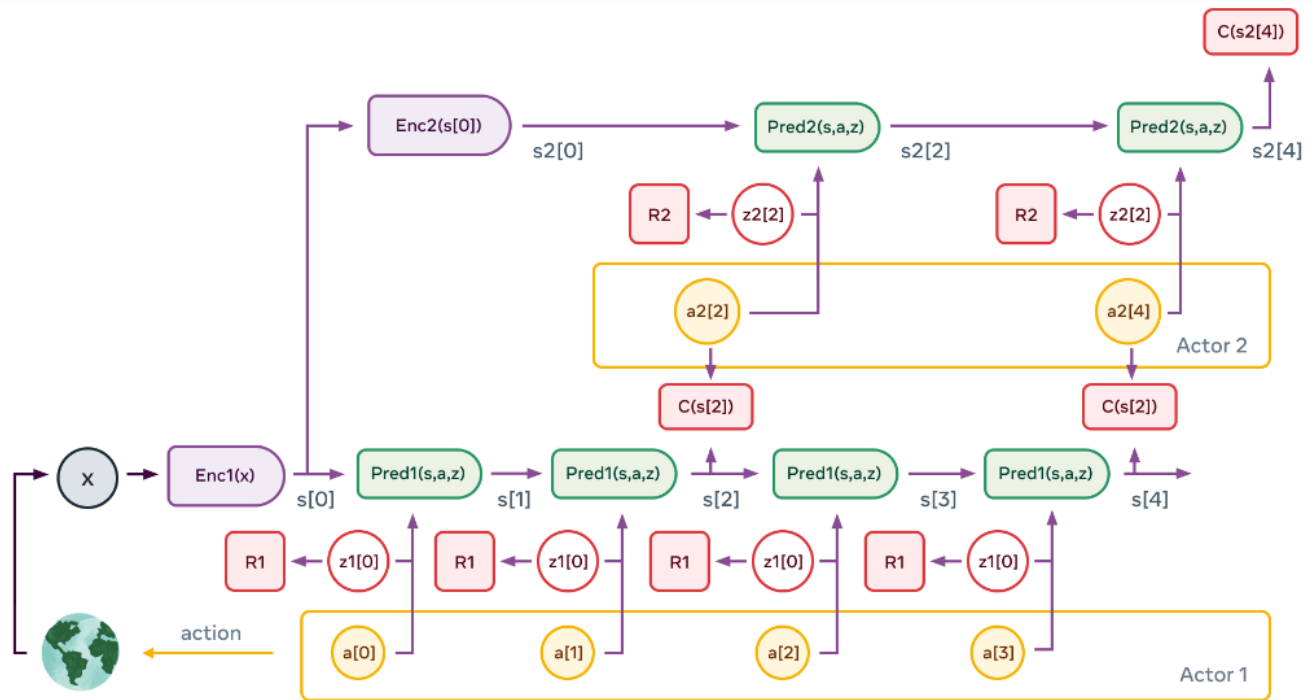 C(s2[4])
Enc2(s[0])
Pred2(s,a,z)
Pred2(s,a,z)
s2[0]
s2[2]
s2[4]
R2
z2[2]
R2
z2[2]
a2[2]
a2[4]
Actor 2
C(s[2])
C(s[2])
x
Enc1(x)
Pred1(s,a,z)
Pred1(s,a,z)
Pred1(s,a,z)
Pred1(s,a,z)
s[0]
s[1]
s[2]
s[3]
s[4]
R1
z1[0]
R1
z1[0]
R1
z1[0]
R1
z1[0]
action
a[0]
a[1]
a[2]
a[3]
Actor 1